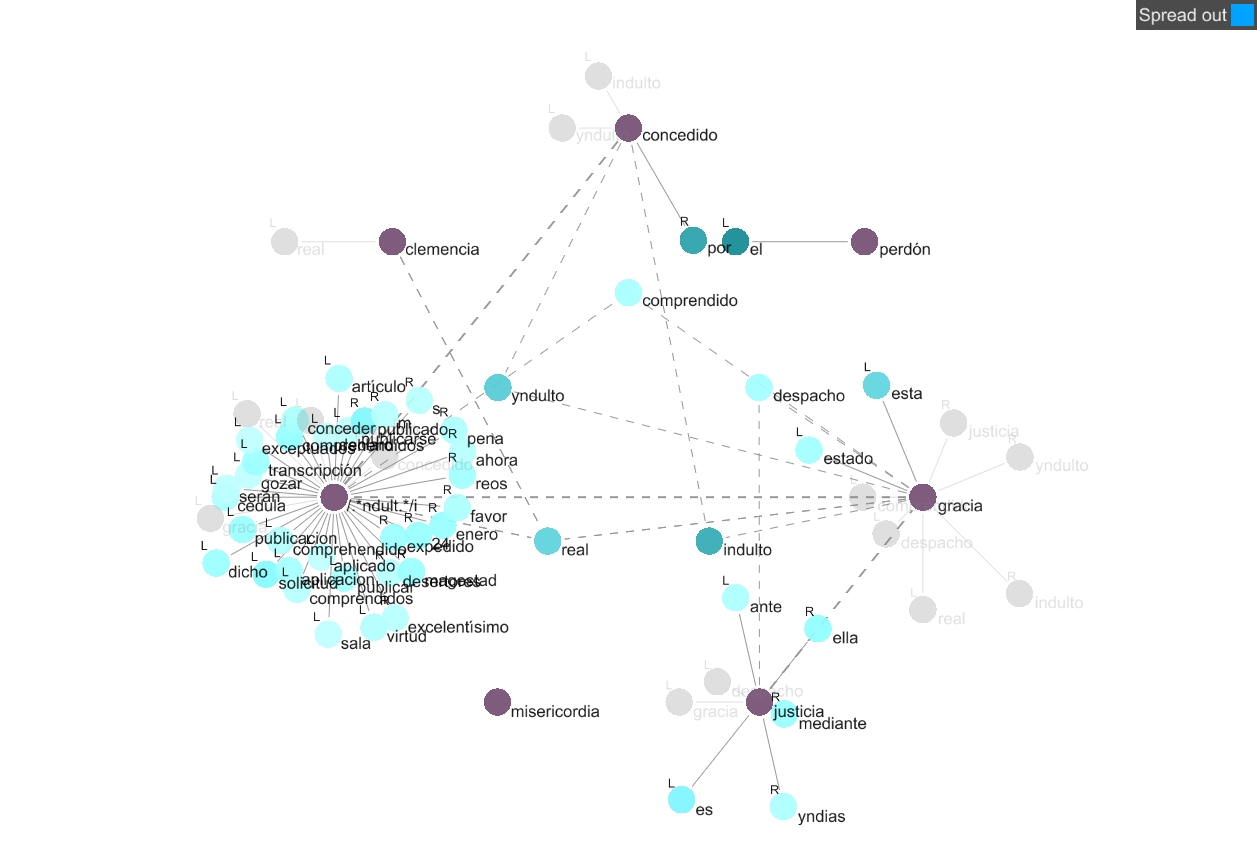 Spread out
L
indulto
L
yndul
concedido
R
L
real
clemencia
por
el
perdón
comprendido
L
artículo
R
R
s
yndulto
despacho
L
esta
L
L
R
L
m
conceder
publicado
publicarse
pena
justicia
L
exceptuados
R
ahora
concedido
L
estado
R
yndulto
L
transcripción
gozar
R
reos
L
serán
cedula
.*ndult.*/i
R
favor
gracia
L
gracia
L
publicacion
R
R
enero
24
comprehendido
expedido
real
indulto
L
despacho
L
dicho
L
L
solicitud
aplicado
aplicacion
publicar
desertores
magestad
comprendidos
L
ante
R
indulto
L
real
L
sala
L
virtud
R
excelentísimo
R
ella
misericordia
L
despacho
L
gracia
R
justicia
mediante
L
es
R
yndias